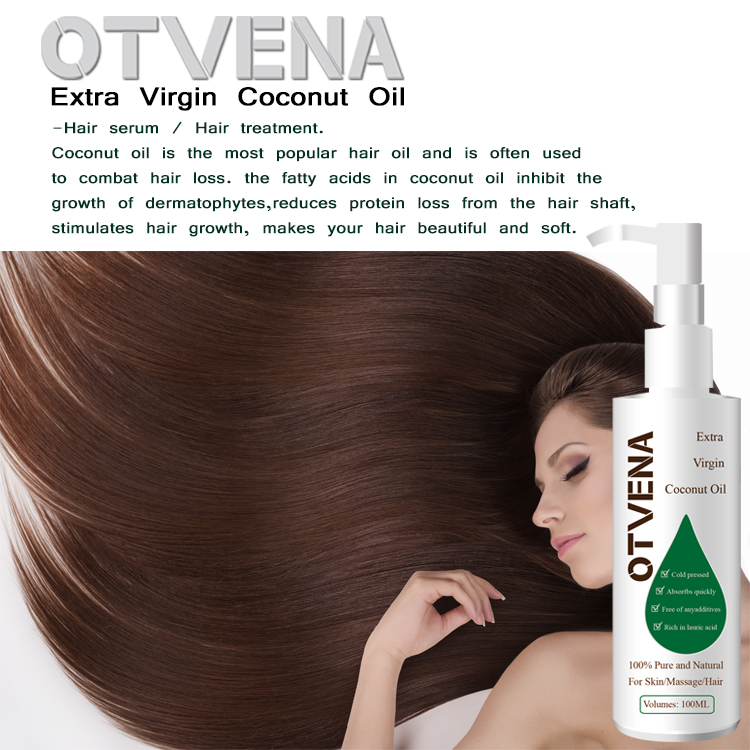 OTVENA
Extra Virgin Coconut Oil
-Hair serum / Hair treatment.
Coconut oil is the most popular hair oil and is often used
to combat hair loss. the fatty acids in coconut oil inhibit the
growth of dermatophytes,reduces protein loss from the hair shaft,
stimulates hair growth, makes your hair beautiful and soft.
OTVENA
Extra
Virgin
Coconut Oil
Cold pressed
Absorbs quickly
Free of anyadditives
Rich in lauric acid
100% Pure and Natural
For Skin/Massage/Hair
Volumes: 100ML